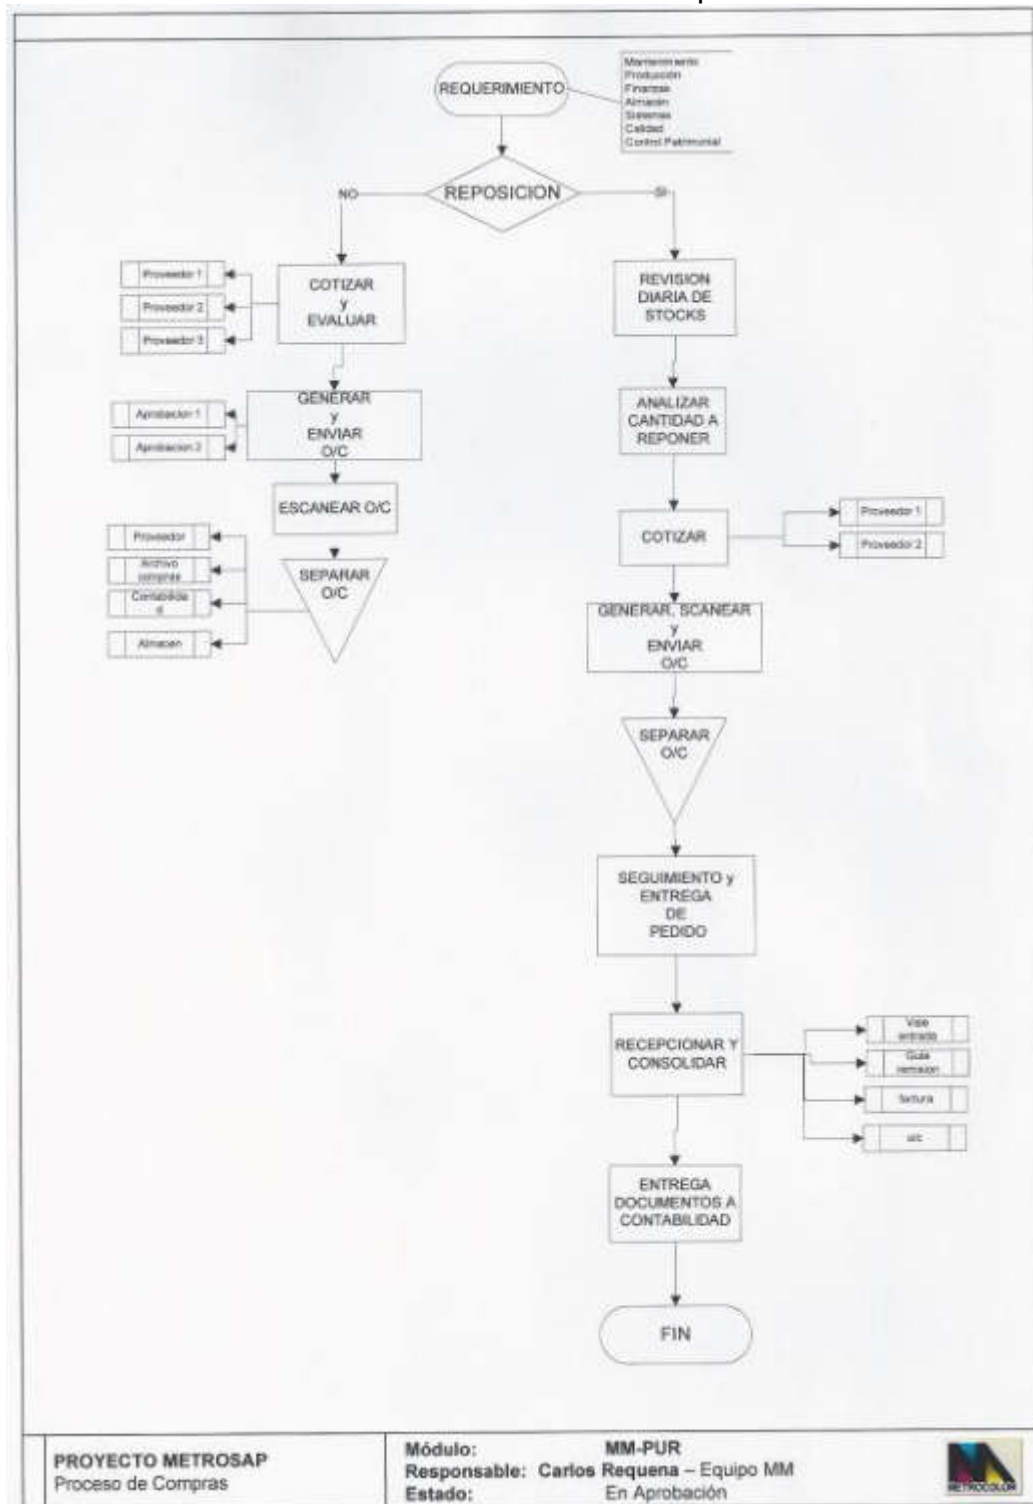 REQUERIMIENTO
Mantenimiento
Producción
Finanzas
Almacén
Sistemas
Calidad
Control Patrimonial
REPOSICION
NO
SI
COTIZAR
y
EVALUAR
Proveedor 1
Proveedor 2
Proveedor 3
GENERAR
y
ENVIAR
O/C
Aprobacion 1
Aprobacion 2
ESCANEAR O/C
SEPARAR
O/C
Proveedor
Archivo
compras
Contabilida
d
Almacen
REVISION
DIARIA DE
STOCKS
ANALIZAR
CANTIDAD A
REPONER
COTIZAR
Proveedor 1
Proveedor 2
GENERAR, SCANEAR
y
ENVIAR
O/C
SEPARAR
O/C
SEGUIMIENTO y
ENTREGA
DE
PEDIDO
RECEPCIONAR Y
CONSOLIDAR
Vale
entrada
Guia
remision
factura
o/c
ENTREGA
DOCUMENTOS A
CONTABILIDAD
FIN
PROYECTO METROSAP
Proceso de Compras
Módulo: MM-PUR
Responsable: Carlos Requena – Equipo MM
Estado: En Aprobación
METROCOLOR